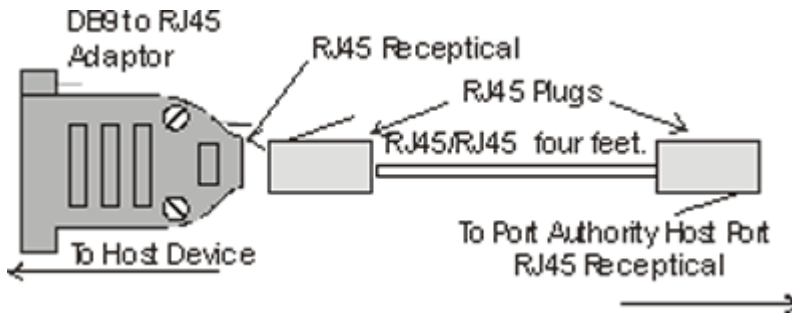 DB9 to RJ45
Adaptor
RJ45 Receptical
RJ45 Plugs
RJ45/RJ45 four feet.
To Host Device
To Port Authority Host Port
RJ45 Receptical